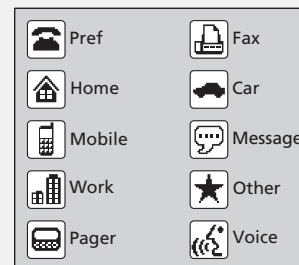 Pref
Fax
Home
Car
Mobile
Message
Work
Other
Pager
Voice